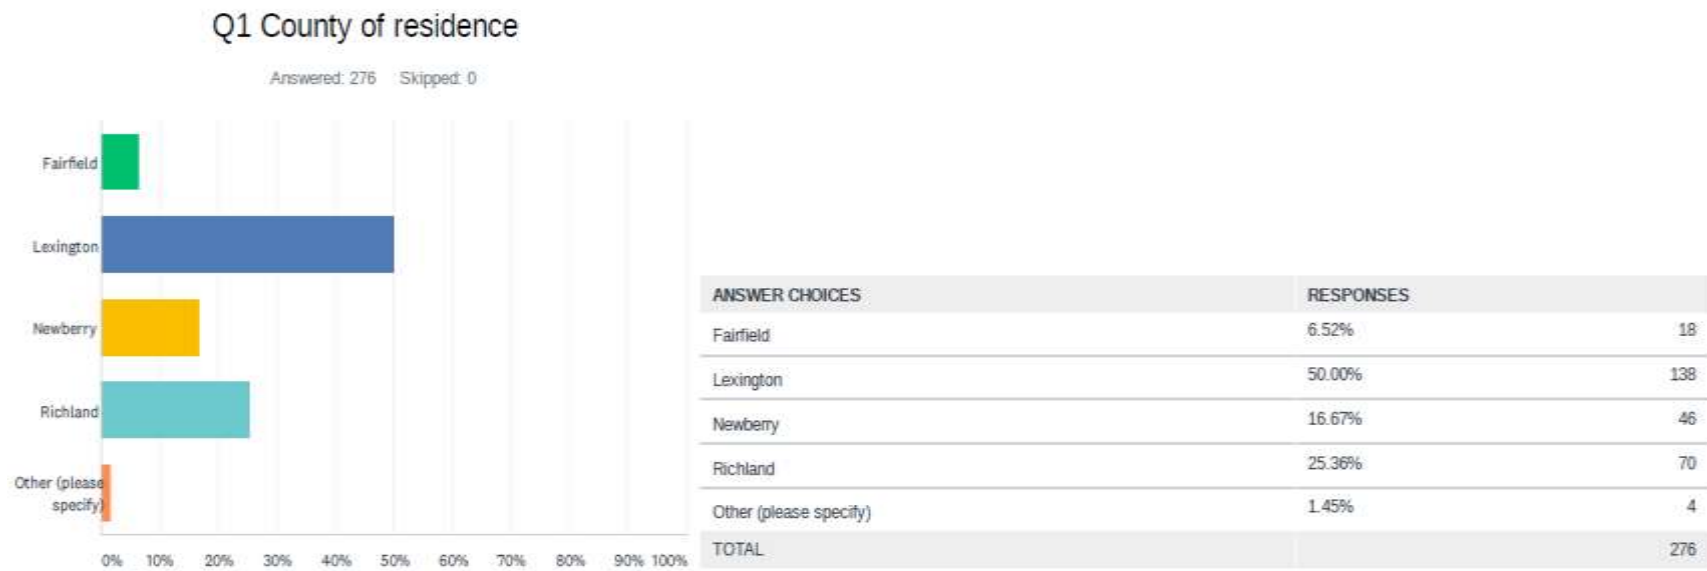 Q1 County of residence
Answered: 276 Skipped: 0
Fairfield
Lexington
Newberry
Richland
Other (please
specify)
0% 10% 20% 30% 40% 50% 60% 70% 80% 90% 100%
ANSWER CHOICES RESPONSES
Fairfield 6.52% 18
Lexington 50.00% 138
Newberry 16.67% 46
Richland 25.36% 70
Other (please specify) 1.45% 4
TOTAL 276